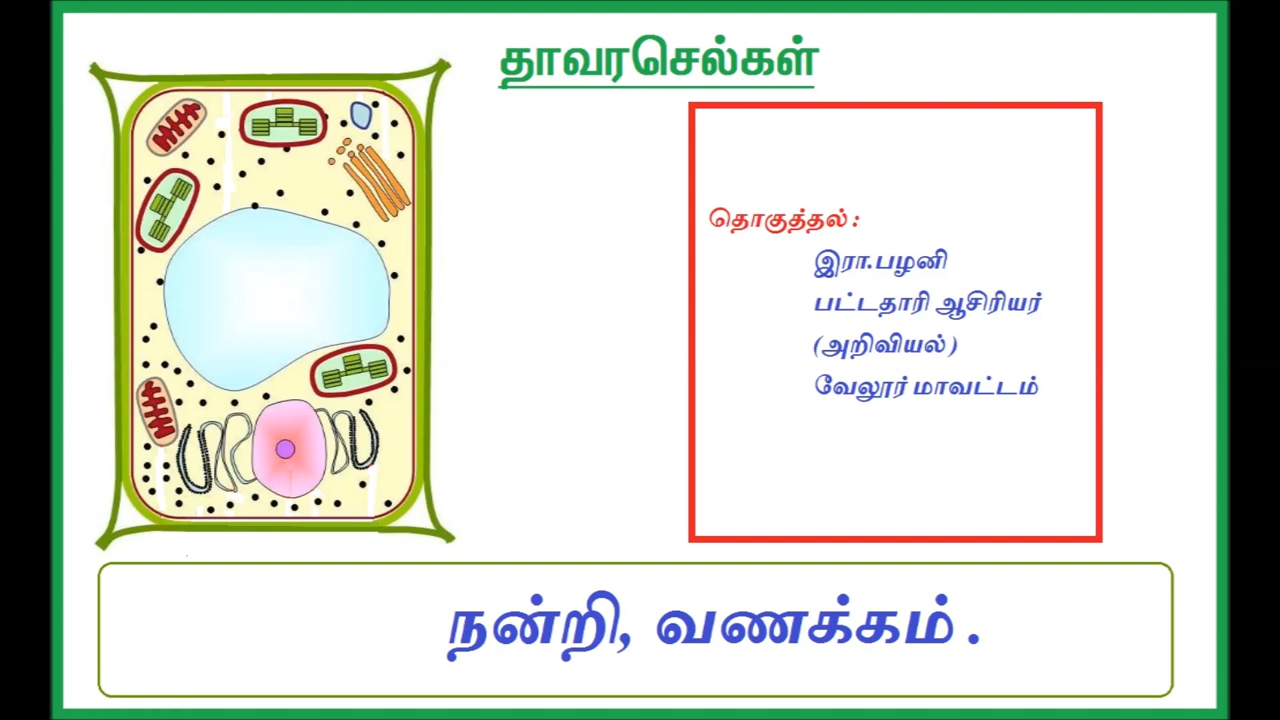 தாவரசெல்கள்
தொகுத்தல் :
இரா.பழனி
பட்டதாரி ஆசிரியர்
(அறிவியல் )
வேலூர் மாவட்டம்
நன்றி, வணக்கம் .